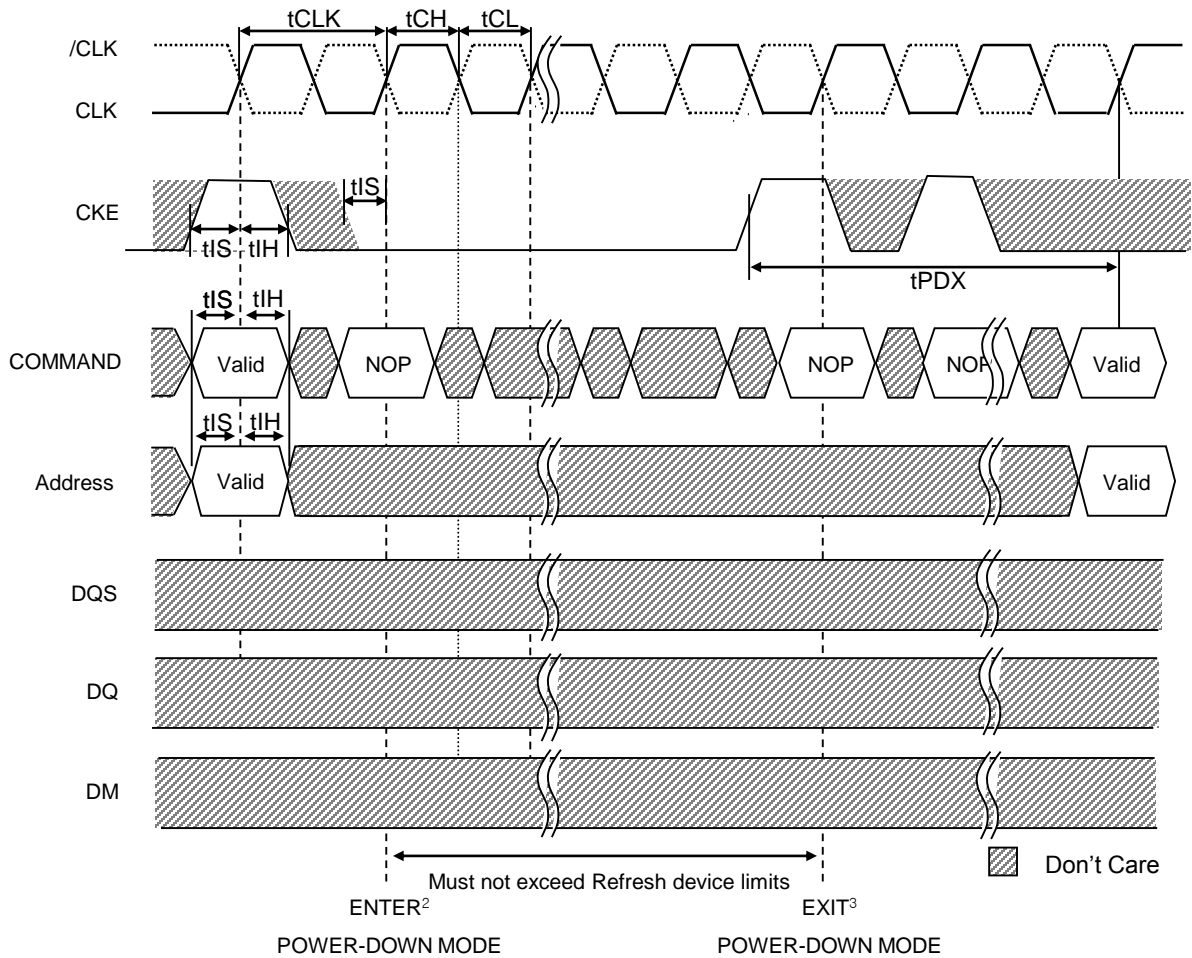 tCLK tCH tCL
/CLK
CLK
CKE
tIS
tIS tIH
tPDX
tIS tIH
COMMAND
Valid NOP NOP NOP Valid
tIS tIH
Address
Valid Valid
DQS
DQ
DM
Don't Care
Must not exceed Refresh device limits
ENTER² EXIT³
POWER-DOWN MODE POWER-DOWN MODE